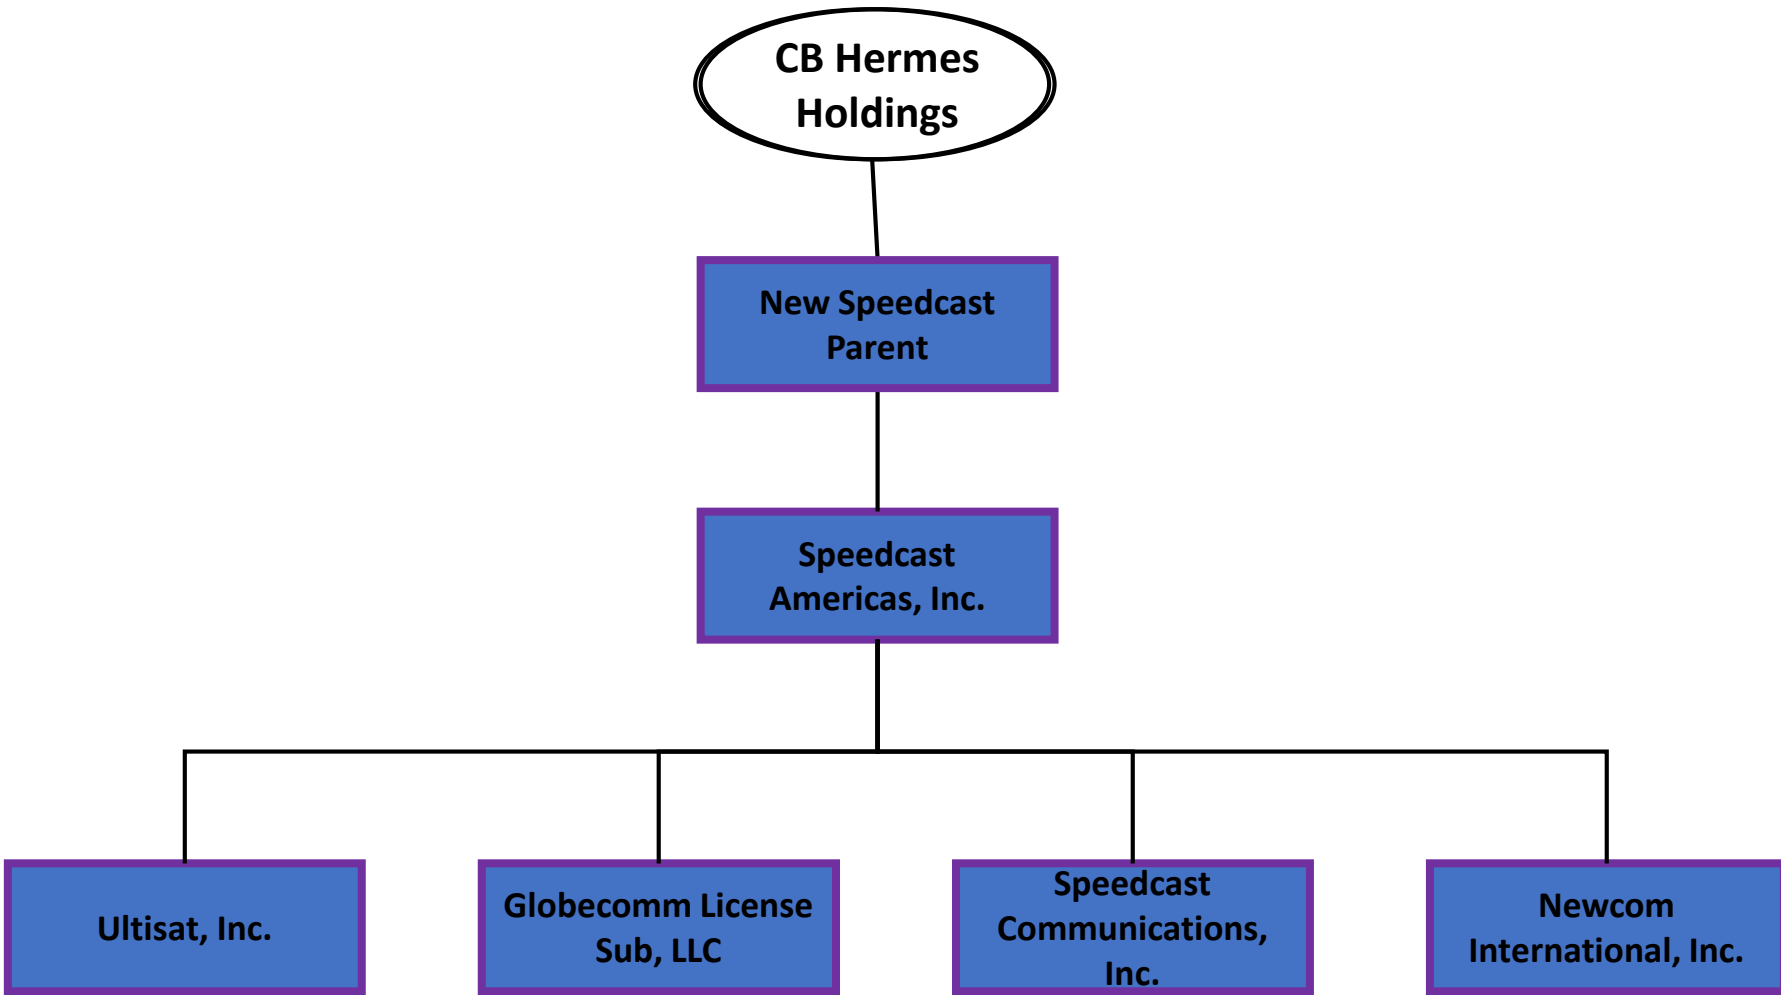 CB Hermes
Holdings
New Speedcast
Parent
Speedcast
Americas, Inc.
Ultisat, Inc.
Globecomm License
Sub, LLC
Speedcast
Communications,
Inc.
Newcom
International, Inc.